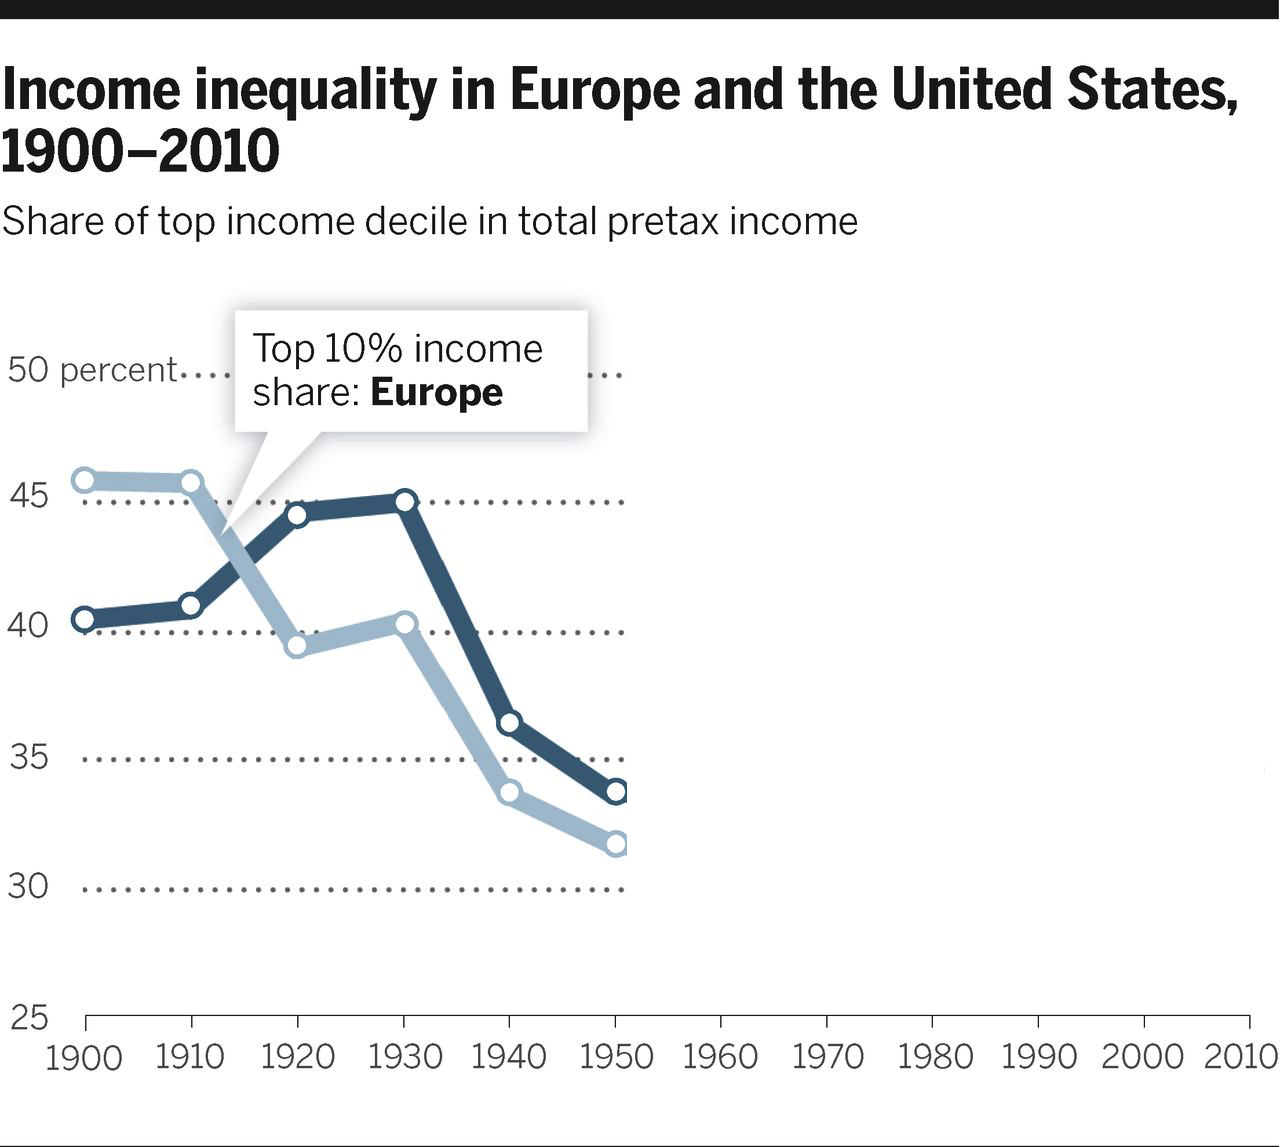 Income inequality in Europe and the United States,
1900–2010
Share of top income decile in total pretax income
Top 10% income
share: Europe
50 percent
45
40
35
30
25
1900 1910 1920 1930 1940 1950 1960 1970 1980 1990 2000 2010